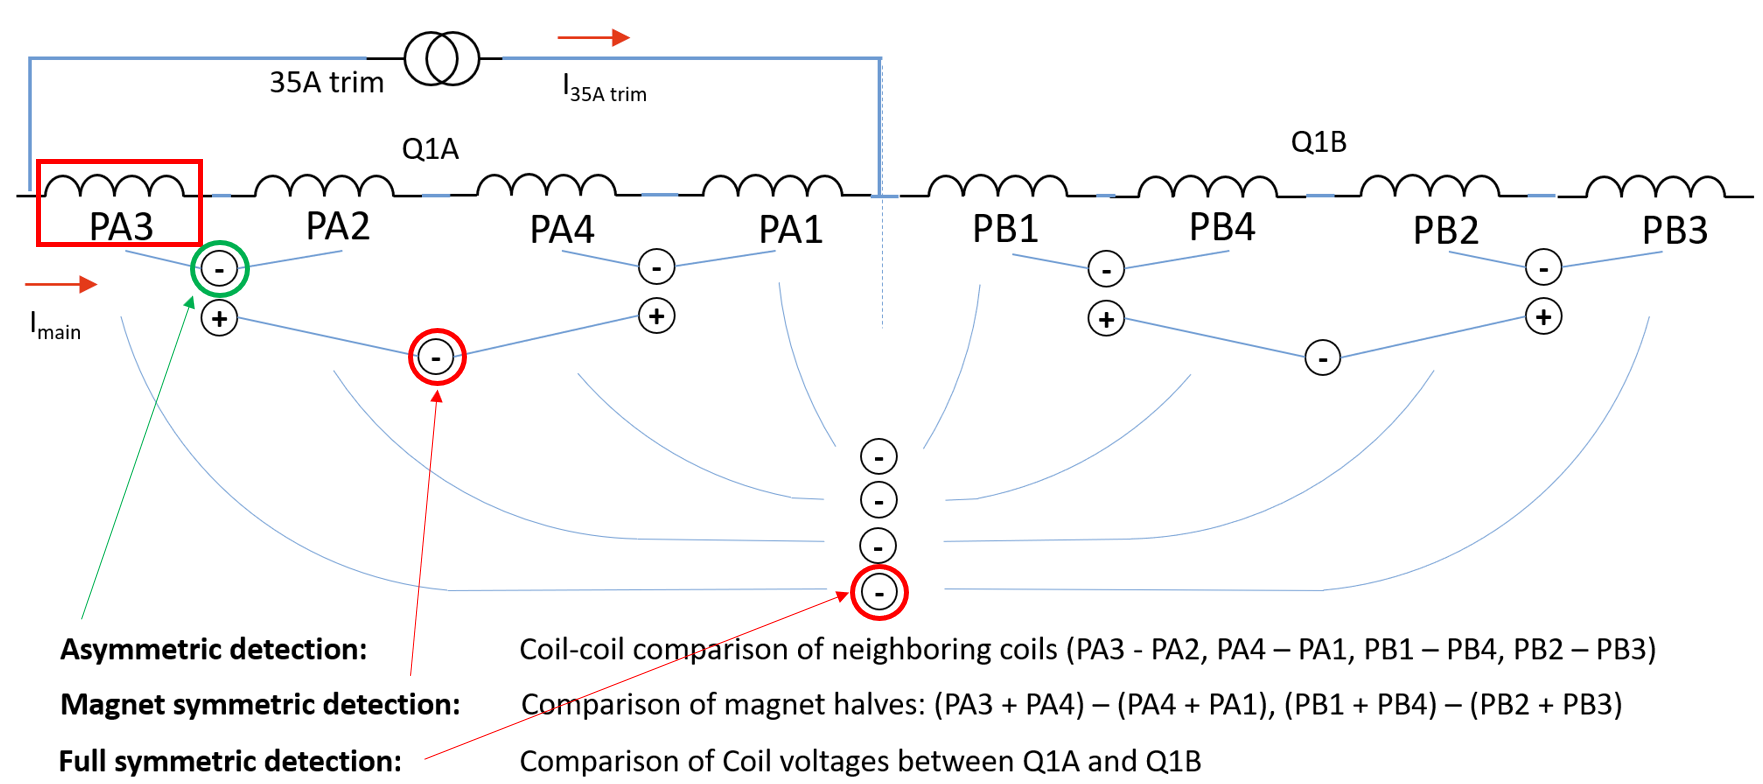 35A trim
I35A trim
Q1A
Q1B
PA3
PA2
PA4
PA1
PB1
PB4
PB2
PB3
-
-
-
-
Imain
+
+
+
+
-
-
-
-
-
-
Asymmetric detection: Coil-coil comparison of neighboring coils (PA3 - PA2, PA4 – PA1, PB1 – PB4, PB2 – PB3)
Magnet symmetric detection: Comparison of magnet halves: (PA3 + PA4) – (PA4 + PA1), (PB1 + PB4) – (PB2 + PB3)
Full symmetric detection: Comparison of Coil voltages between Q1A and Q1B